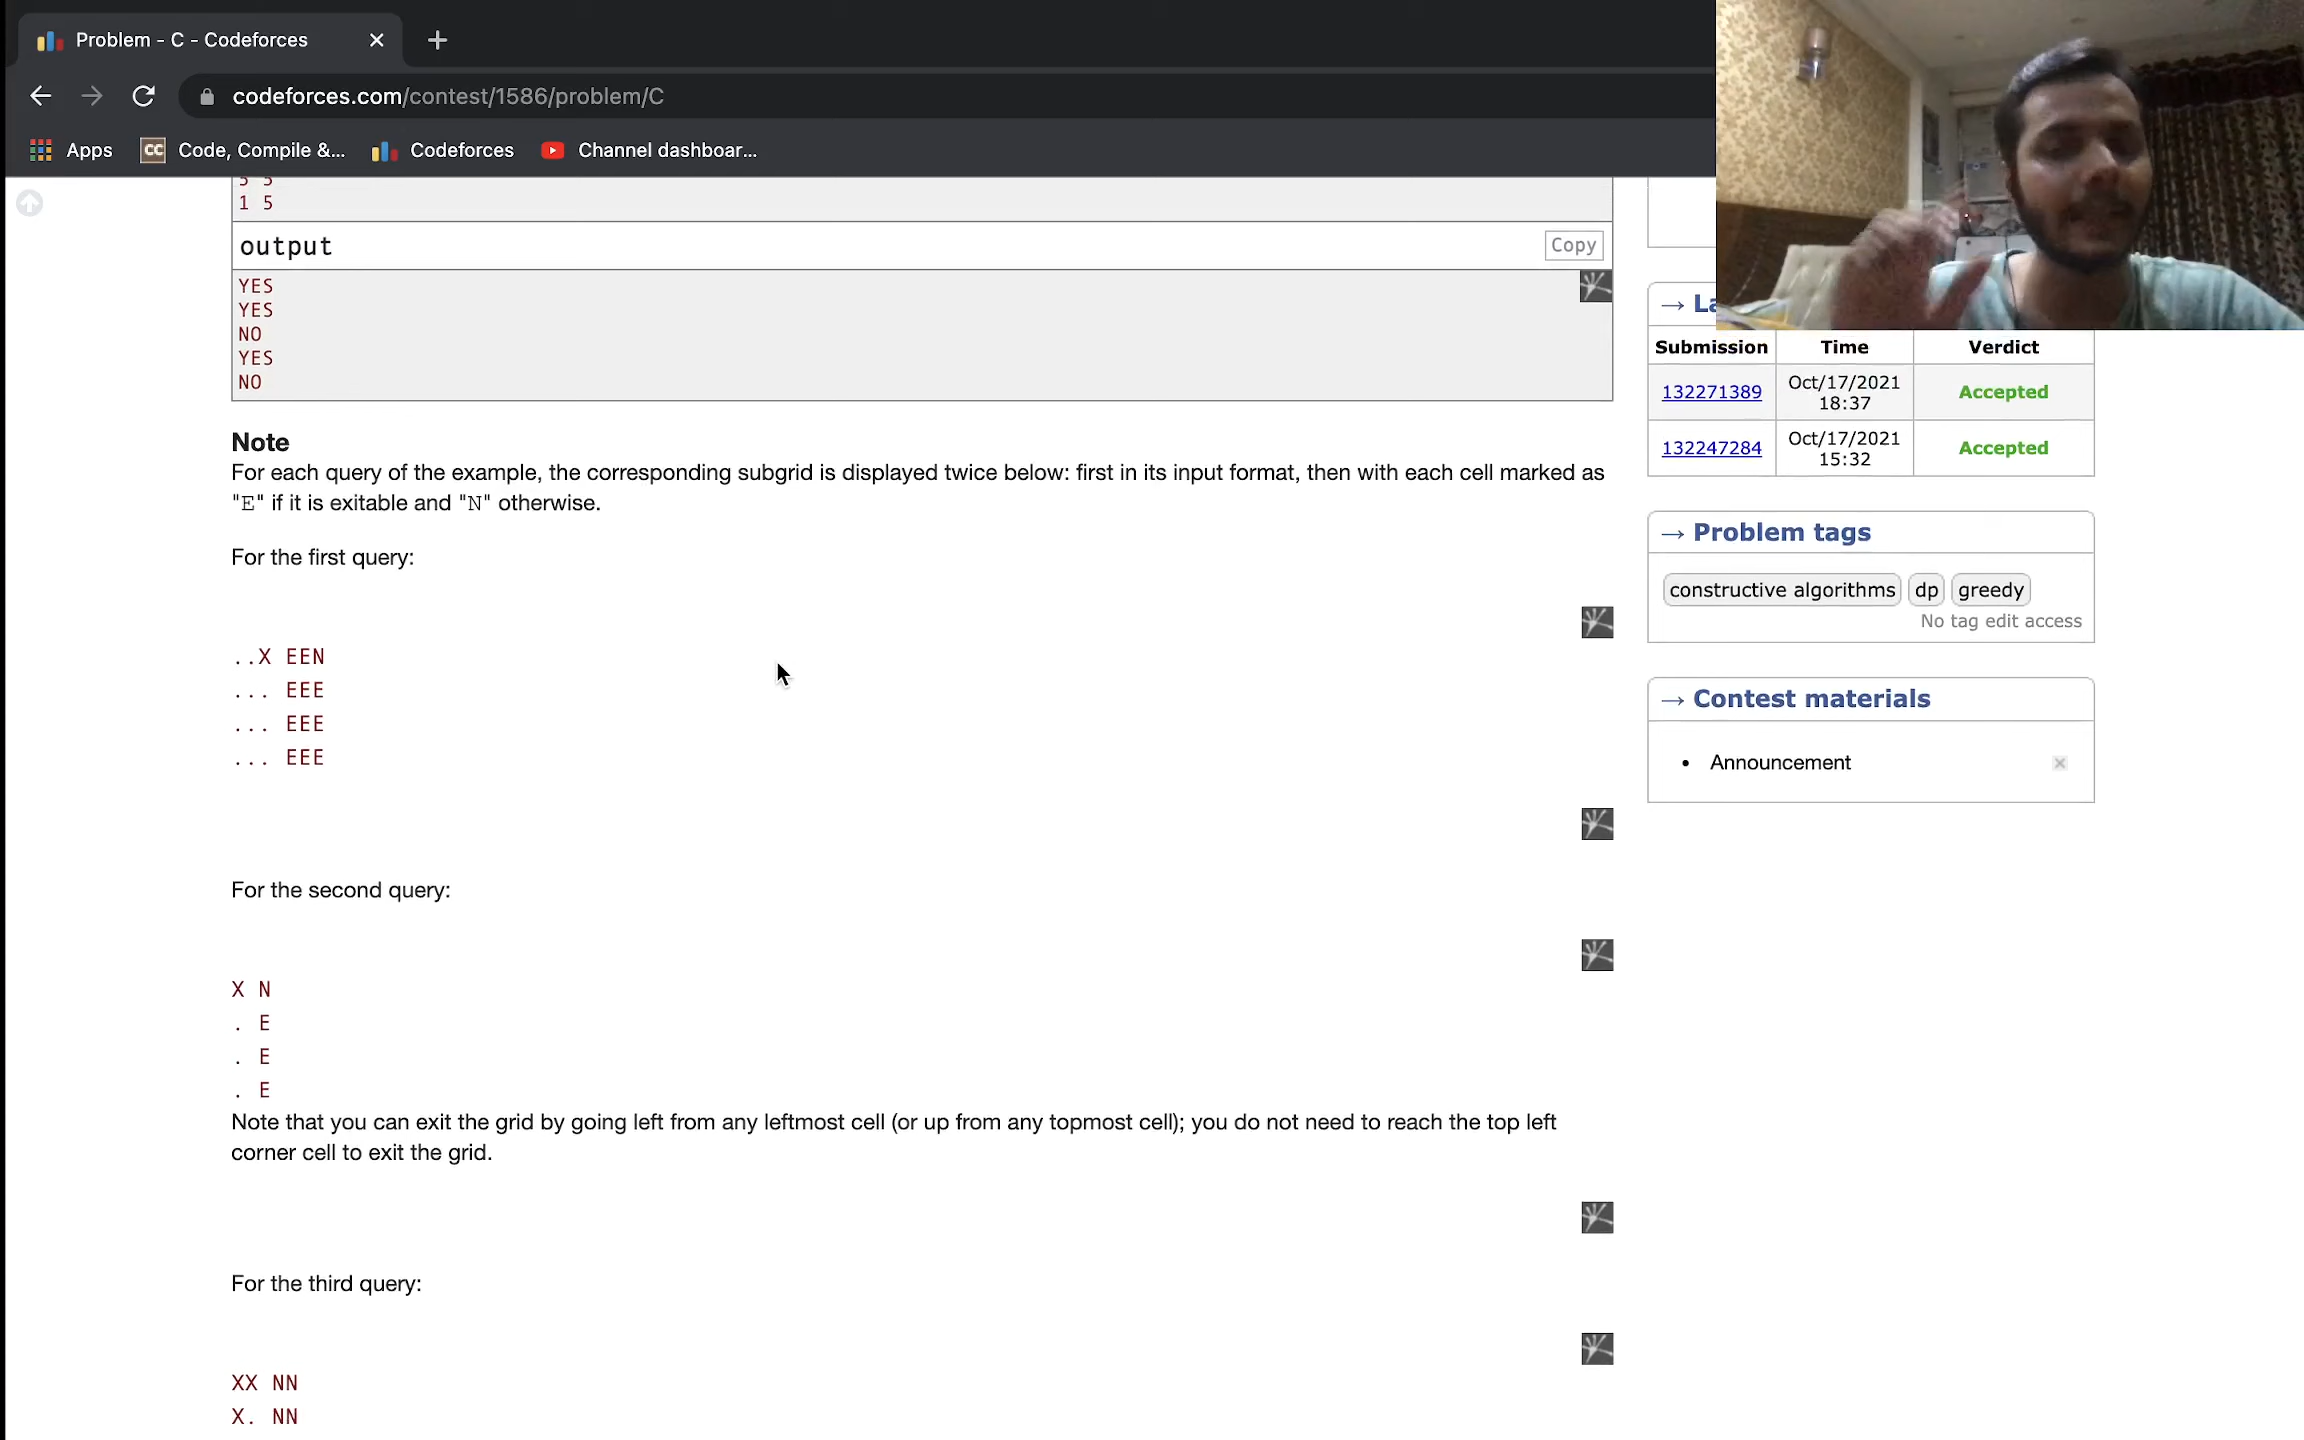 Problem - C - Codeforces
codeforces.com/contest/1586/problem/C
Apps
CC
Code, Compile &...
Codeforces
Channel dashboar...
1 5
output
Copy
YES
YES
NO
YES
NO
Note
For each query of the example, the corresponding subgrid is displayed twice below: first in its input format, then with each cell marked as
"E" if it is exitable and "N" otherwise.
For the first query:
..X EEN
... EEE
... EEE
... EEE
For the second query:
X N
. E
. E
. E
Note that you can exit the grid by going left from any leftmost cell (or up from any topmost cell); you do not need to reach the top left
corner cell to exit the grid.
For the third query:
XX NN
X. NN
→ La
Submission Time Verdict
132271389 Oct/17/2021 18:37 Accepted
132247284 Oct/17/2021 15:32 Accepted
→ Problem tags
constructive algorithms dp greedy
No tag edit access
→ Contest materials
• Announcement